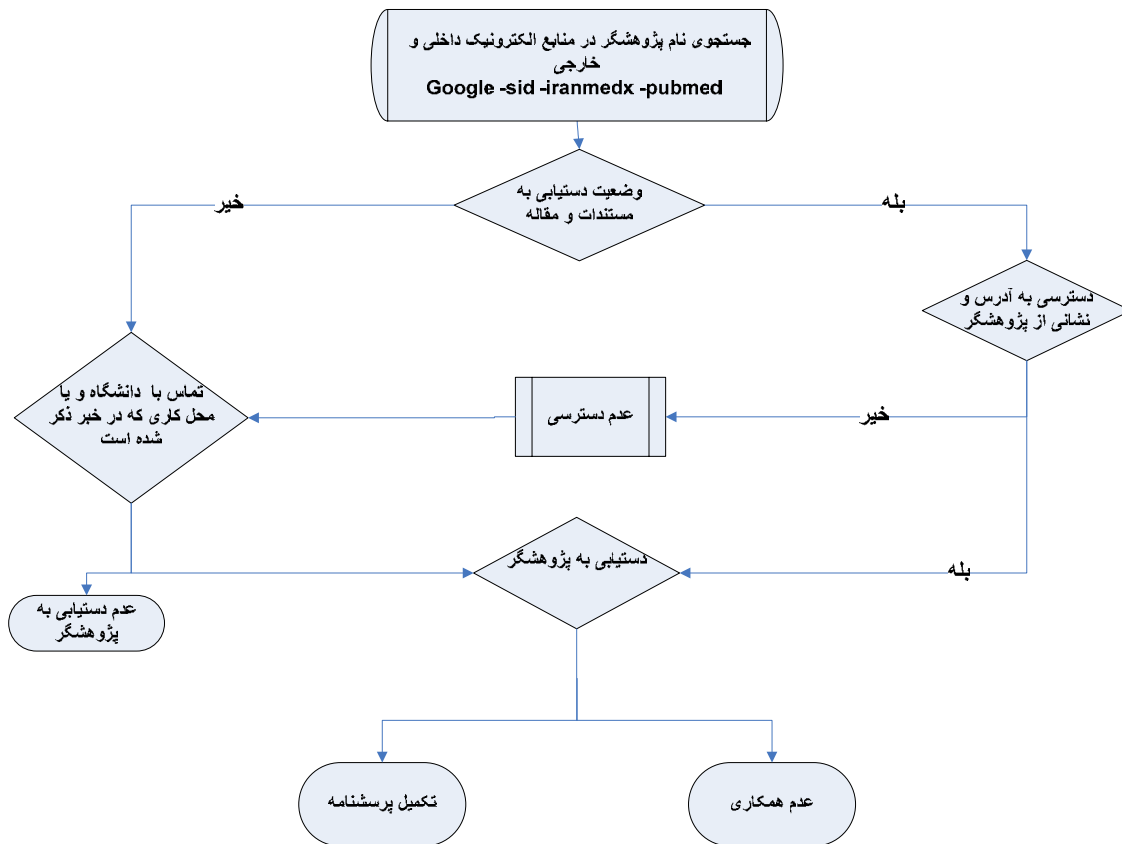 جستجوی نام پژوهشگر در منابع الکترونیک داخلی و
خارجی
Google -sid -iranmedx -pubmed
وضعیت دستیابی به
مستندات و مقاله
خیر
بله
دسترسی به آدرس و
نشانی از پژوهشگر
تماس با دانشگاه و یا
محل کاری که در خبر ذکر
شده است
عدم دسترسی
خیر
دستیابی به پژوهشگر
بله
عدم دستیابی به
پژوهشگر
تکمیل پرسشنامه
عدم همکاری